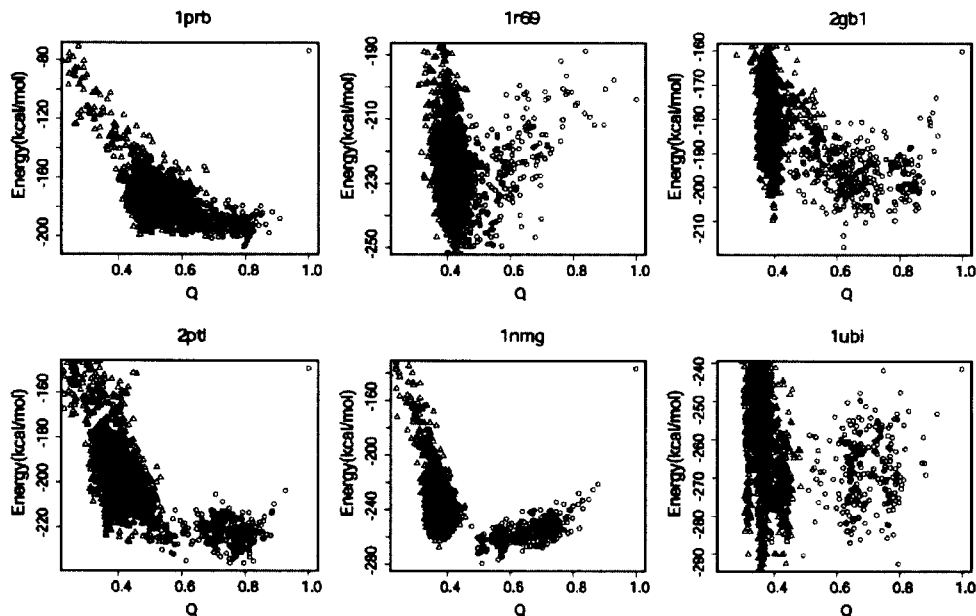 1prb
1r69
2gb1
Energy(kcal/mol)
-80
-120
-160
-200
0.4 0.6 0.8 1.0
Q
Energy(kcal/mol)
-190
-210
-230
-250
0.4 0.6 0.8 1.0
Q
Energy(kcal/mol)
-160
-170
-180
-190
-200
-210
0.4 0.6 0.8 1.0
Q
2ptl
1nmg
1ubi
Energy(kcal/mol)
-160
-180
-200
-220
0.4 0.6 0.8 1.0
Q
Energy(kcal/mol)
-160
-200
-240
-280
0.4 0.6 0.8 1.0
Q
Energy(kcal/mol)
-240
-250
-260
-270
-280
-290
0.4 0.6 0.8 1.0
Q